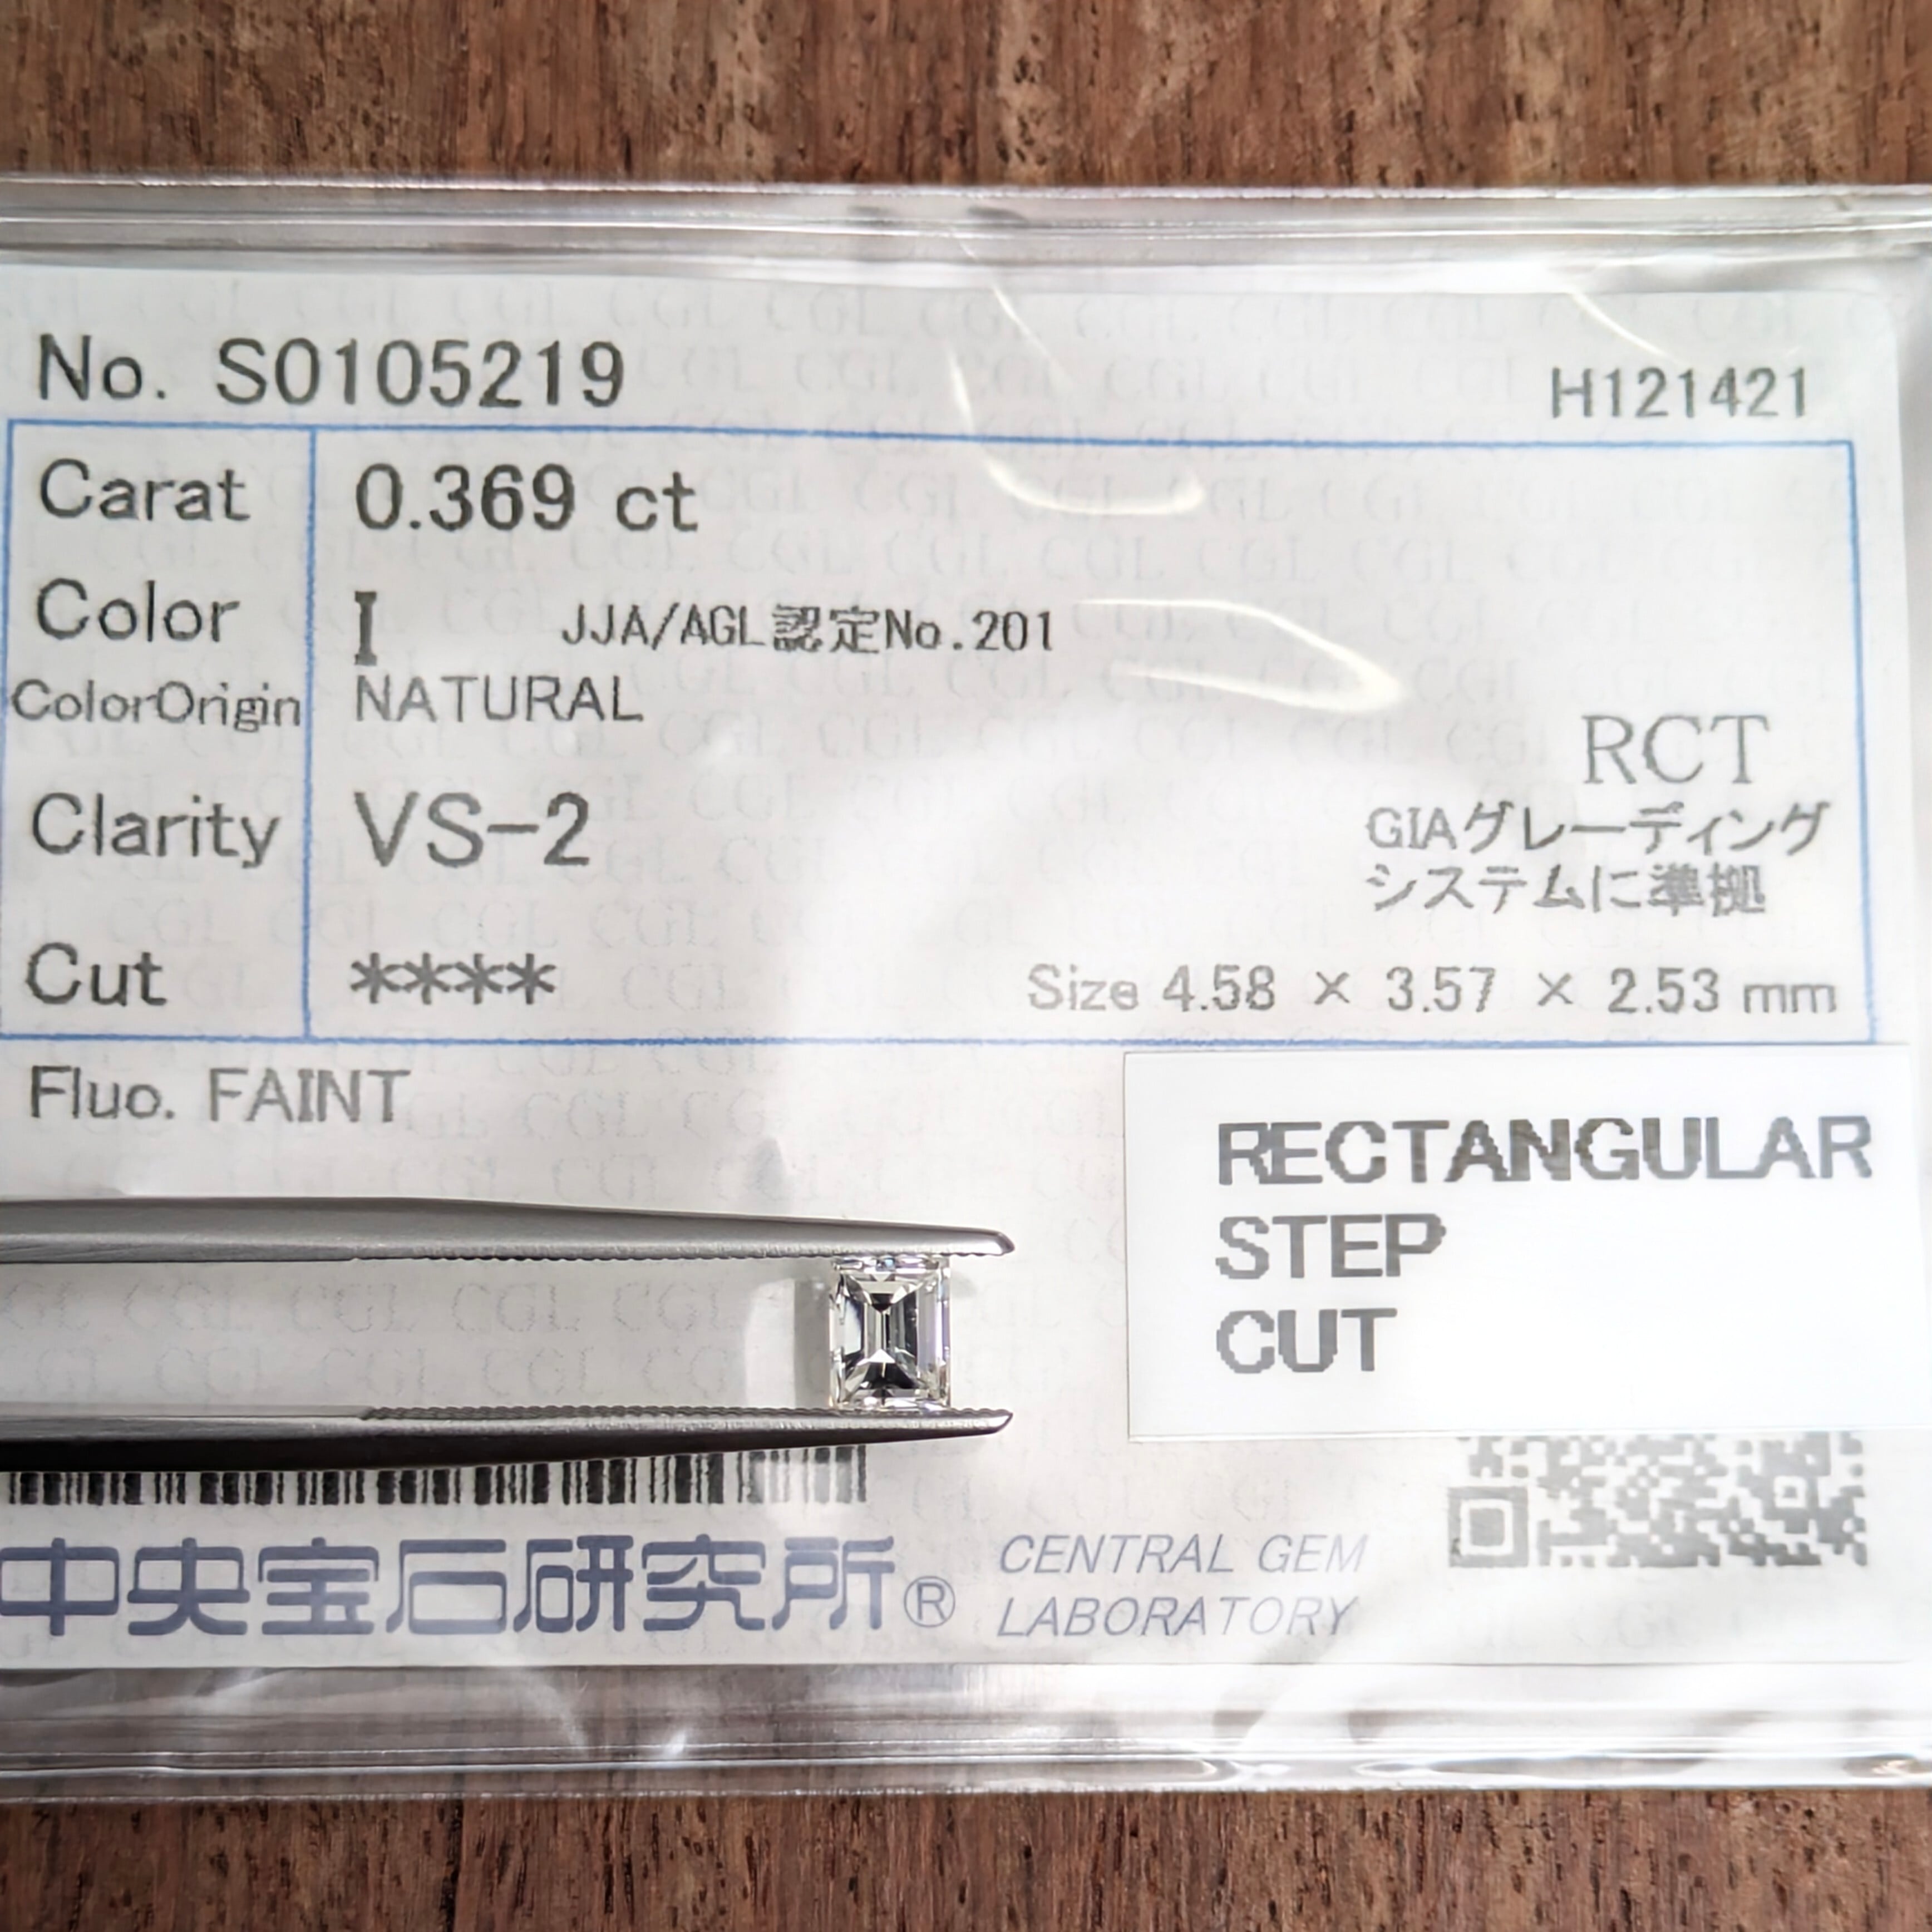 No. S0105219
H121421
Carat 0.369 ct
Color I JJA/AGL認定No.201
ColorOrigin NATURAL
RCT
Clarity VS-2
GIAグレーディング
システムに準拠
Cut ****
Size 4.58 × 3.57 × 2.53 mm
Fluo. FAINT
RECTANGULAR
STEP
CUT
中央宝石研究所®
CENTRAL GEM
LABORATORY